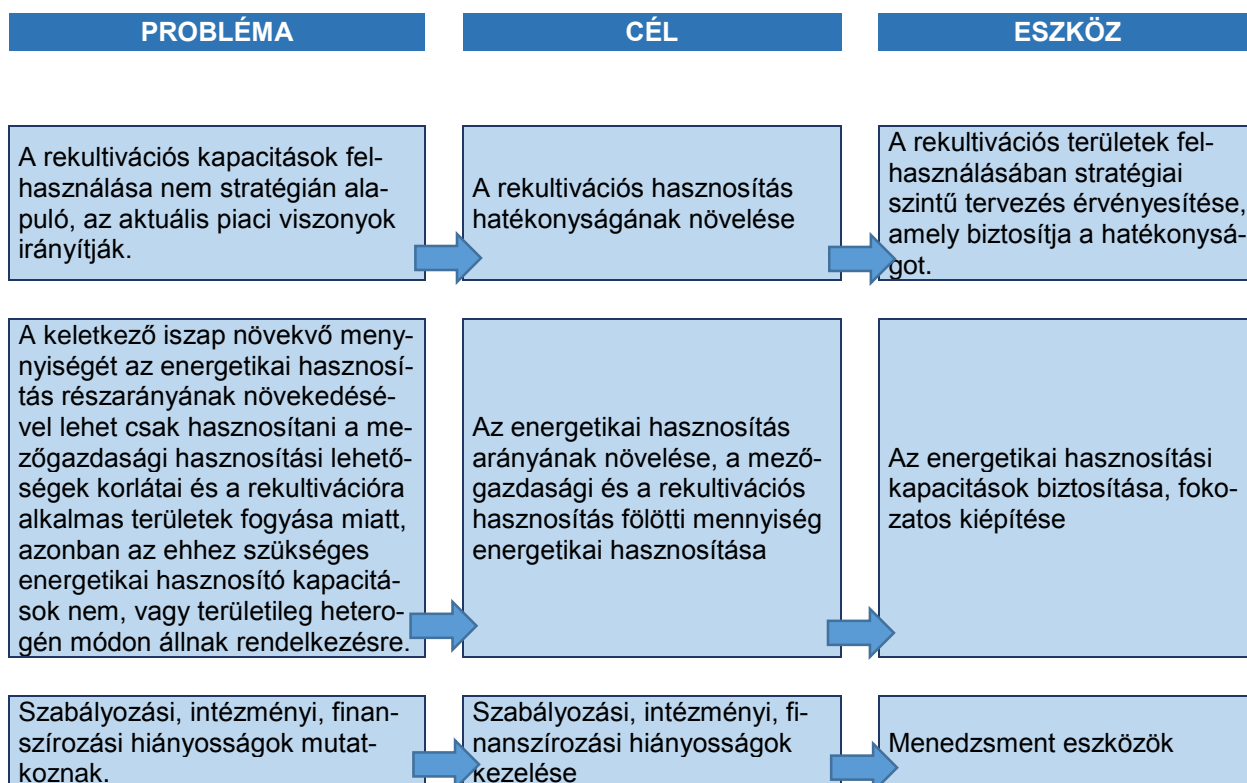 PROBLÉMA
CÉL
ESZKÖZ
A rekultivációs kapacitások fel-
használása nem stratégián ala-
puló, az aktuális piaci viszonyok
irányítják.
A rekultivációs hasznosítás
hatékonyságának növelése
A rekultivációs területek fel-
használásában stratégiai
szintű tervezés érvényesítése,
amely biztosítja a hatékonysá-
got.
A keletkező iszap növekvő meny-
nyiségét az energetikai hasznosí-
tás részarányának növekedésé-
vel lehet csak hasznosítani a me-
zőgazdasági hasznosítási lehető-
ségek korlátai és a rekultivációra
alkalmas területek fogyása miatt,
azonban az ehhez szükséges
energetikai hasznosító kapacitá-
sok nem, vagy területileg hetero-
gén módon állnak rendelkezésre.
Az energetikai hasznosítás
arányának növelése, a mező-
gazdasági és a rekultivációs
hasznosítás fölötti mennyiség
energetikai hasznosítása
Az energetikai hasznosítási
kapacitások biztosítása, foko-
zatos kiépítése
Szabályozási, intézményi, finan-
szírozási hiányosságok mutat-
koznak.
Szabályozási, intézményi, fi-
nanszírozási hiányosságok
kezelése
Menedzsment eszközök